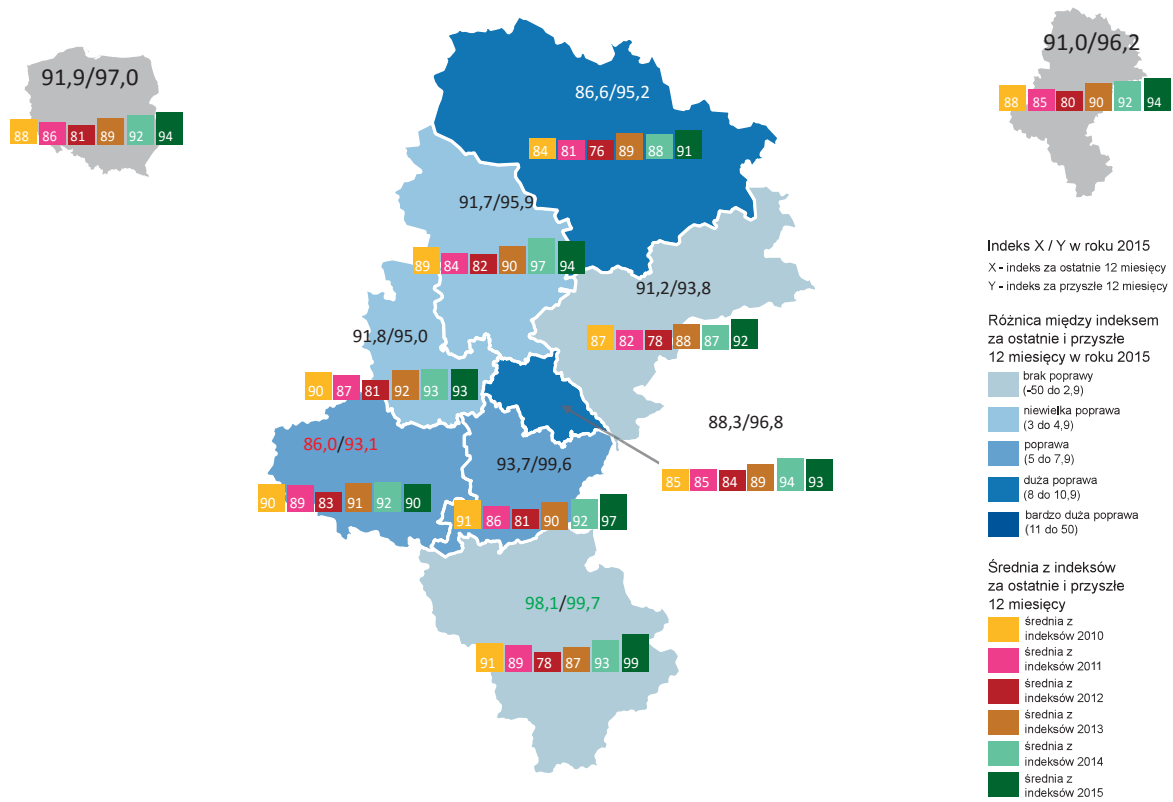 91,9/97,0
88 86 81 89 92 94
86,6/95,2
84 81 76 89 88 91
91,7/95,9
89 84 82 90 97 94
91,2/93,8
87 82 78 88 87 92
91,8/95,0
90 87 81 92 93 93
88,3/96,8
85 85 84 89 94 93
86,0/93,1
90 89 83 91 92 90
93,7/99,6
91 86 81 90 92 97
98,1/99,7
91 89 78 87 93 99
91,0/96,2
88 85 80 90 92 94
Indeks X / Y w roku 2015
X - indeks za ostatnie 12 miesięcy
Y - indeks za przyszłe 12 miesięcy
Różnica między indeksem
za ostatnie i przyszłe
12 miesięcy w roku 2015
brak poprawy
(-50 do 2,9)
niewielka poprawa
(3 do 4,9)
poprawa
(5 do 7,9)
duża poprawa
(8 do 10,9)
bardzo duża poprawa
(11 do 50)
Średnia z indeksów
za ostatnie i przyszłe
12 miesięcy
średnia z
indeksów 2010
średnia z
indeksów 2011
średnia z
indeksów 2012
średnia z
indeksów 2013
średnia z
indeksów 2014
średnia z
indeksów 2015